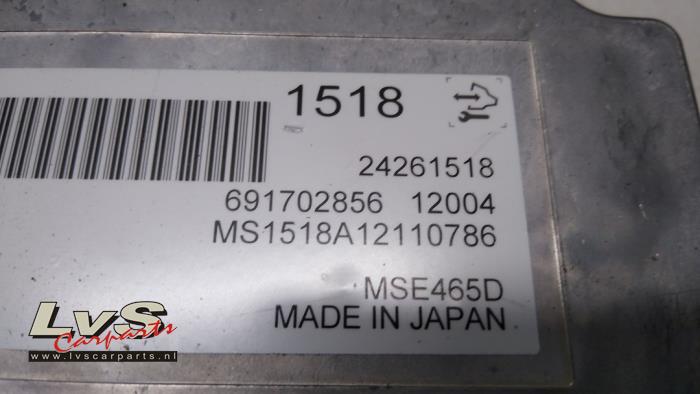 1518
24261518
691702856 12004
MS1518A12110786
MSE465D
MADE IN JAPAN
LvS
Carparts
www.lvscarparts.nl